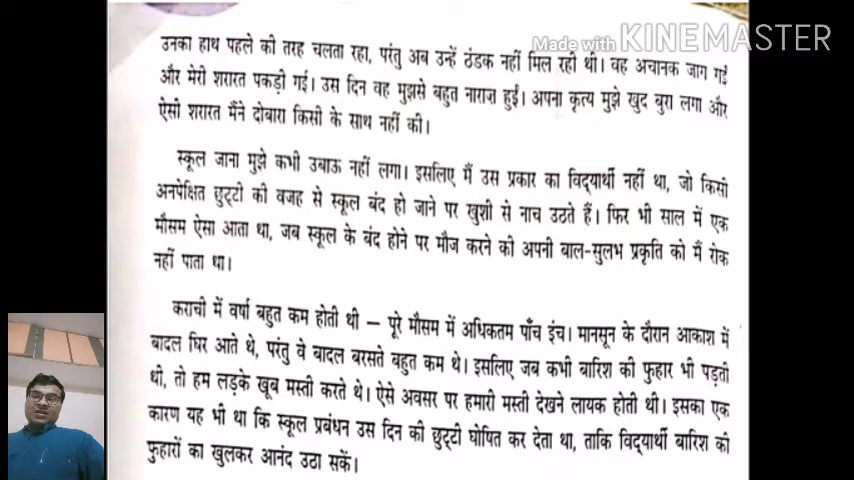 Made with KINEMASTER
उनका हाथ पहले की तरह चलता रहा, परंतु अब उन्हें ठंडक नहीं मिल रही थी। वह अचानक जाग गईं
और मेरी शरारत पकड़ी गई। उस दिन वह मुझसे बहुत नाराज़ हुईं। अपना कृत्य मुझे खुद बुरा लगा और
ऐसी शरारत मैंने दोबारा किसी के साथ नहीं की।
स्कूल जाना मुझे कभी उबाऊ नहीं लगा। इसलिए मैं उस प्रकार का विद्यार्थी नहीं था, जो किसी
अनपेक्षित छुट्टी की वजह से स्कूल बंद हो जाने पर खुशी से नाच उठते हैं। फिर भी साल में एक
मौसम ऐसा आता था, जब स्कूल के बंद होने पर मौज करने की अपनी बाल-सुलभ प्रकृति को मैं रोक
नहीं पाता था।
कराची में वर्षा बहुत कम होती थी – पूरे मौसम में अधिकतम पाँच इंच। मानसून के दौरान आकाश में
बादल घिर आते थे, परंतु वे बादल बरसते बहुत कम थे। इसलिए जब कभी बारिश की फुहार भी पड़ती
थी, तो हम लड़के खूब मस्ती करते थे। ऐसे अवसर पर हमारी मस्ती देखने लायक होती थी। इसका एक
कारण यह भी था कि स्कूल प्रबंधन उस दिन की छुट्टी घोषित कर देता था, ताकि विद्यार्थी बारिश की
फुहारों का खुलकर आनंद उठा सकें।